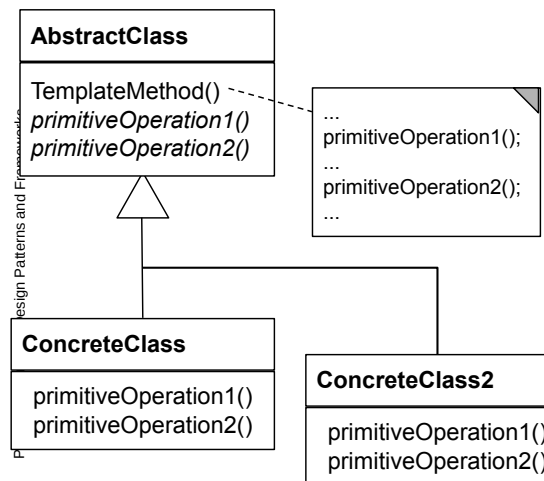 AbstractClass
TemplateMethod()
primitiveOperation1()
primitiveOperation2()
...
primitiveOperation1();
...
primitiveOperation2();
...
Design Patterns and Frameworks
ConcreteClass
primitiveOperation1()
primitiveOperation2()
ConcreteClass2
primitiveOperation1()
primitiveOperation2()